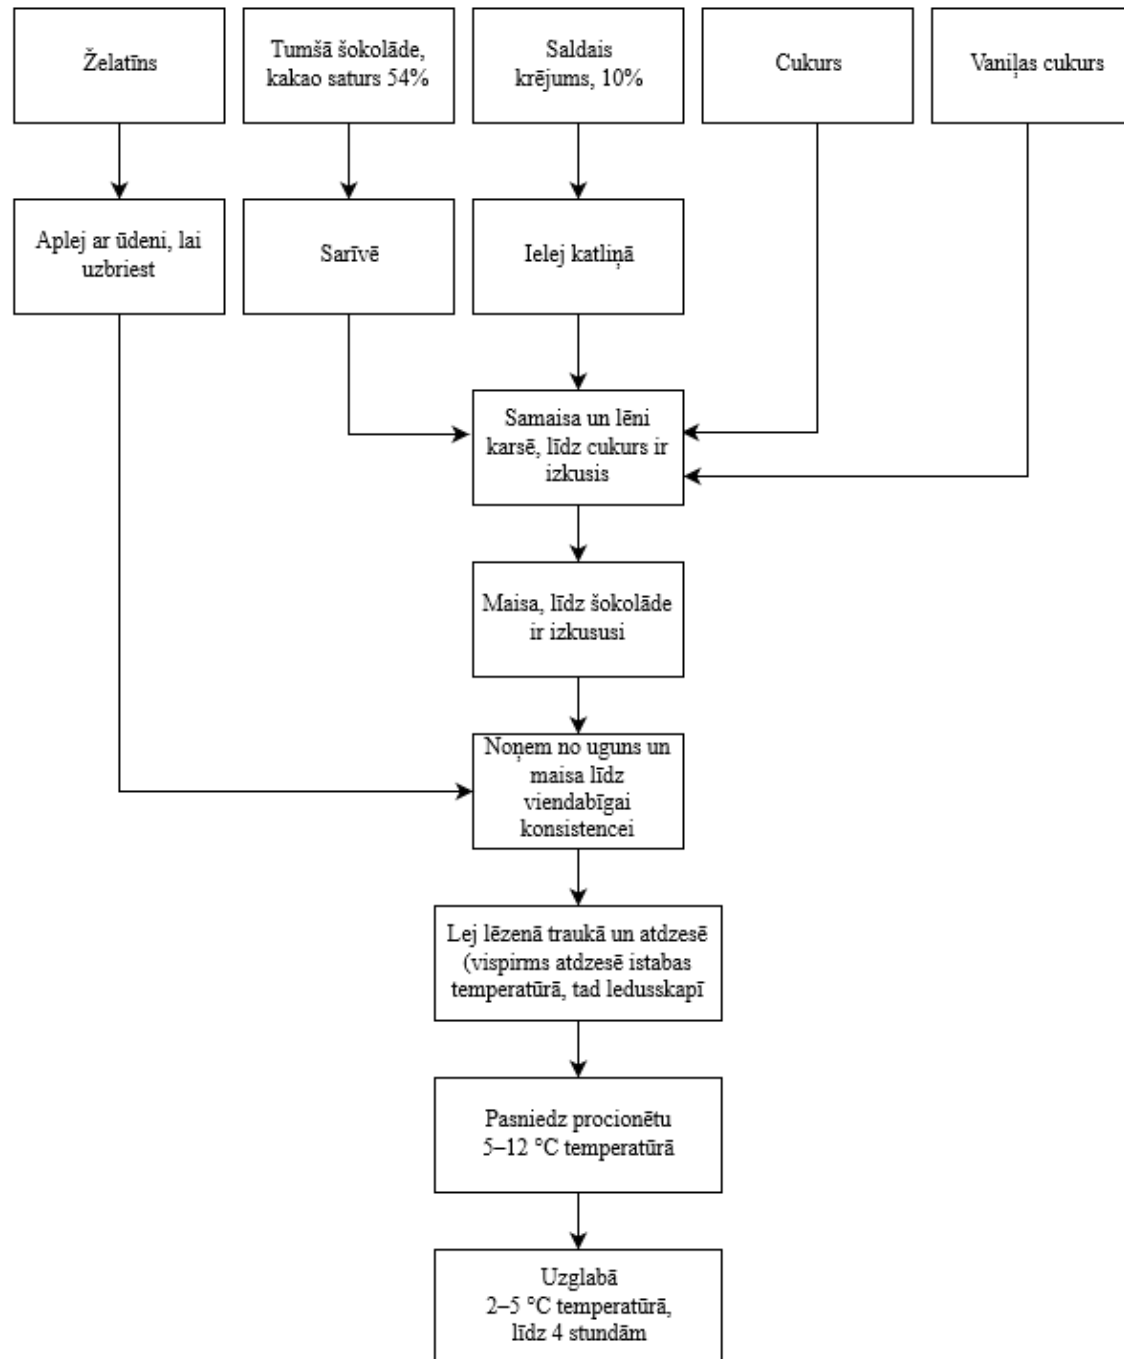 Želatīns
Tumšā šokolāde,
kakao saturs 54%
Saldais
krējums, 10%
Cukurs
Vaniļas cukurs
Aplej ar ūdeni, lai
uzbriest
Sarīvē
Ielej katliņā
Samaisa un lēni
karsē, līdz cukurs ir
izkusis
Maisa, līdz šokolāde
ir izkususi
Noņem no uguns un
maisa līdz
viendabīgai
konsistencei
Lej lēzenā traukā un atdzesē
(vispirms atdzesē istabas
temperatūrā, tad ledusskapī
Pasniedz procionētu
5–12 °C temperatūrā
Uzglabā
2–5 °C temperatūrā,
līdz 4 stundām